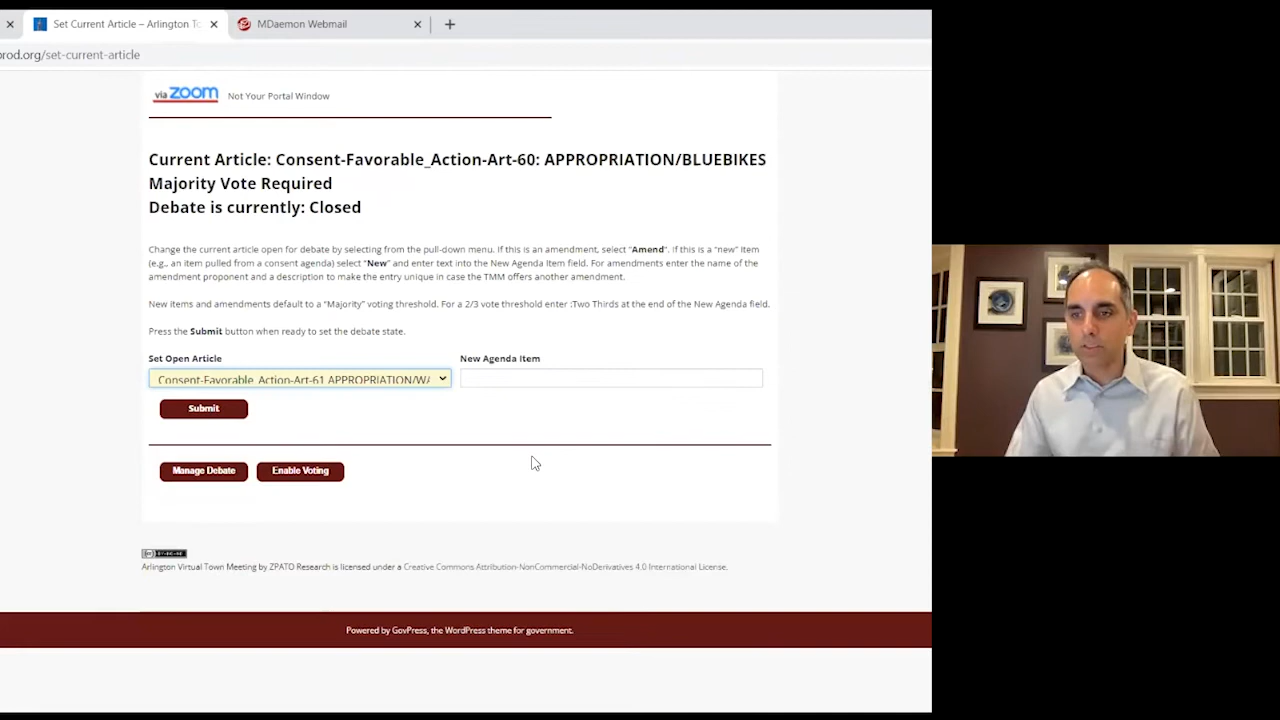 Set Current Article – Arlington To
MDaemon Webmail
prod.org/set-current-article
via zoom Not Your Portal Window
Current Article: Consent-Favorable_Action-Art-60: APPROPRIATION/BLUEBIKES
Majority Vote Required
Debate is currently: Closed
Change the current article open for debate by selecting from the pull-down menu. If this is an amendment, select "Amend". If this is a "new" Item
(e.g., an item pulled from a consent agenda) select "New" and enter text into the New Agenda Item field. For amendments enter the name of the
amendment proponent and a description to make the entry unique in case the TMM offers another amendment.
New items and amendments default to a "Majority" voting threshold. For a 2/3 vote threshold enter :Two Thirds at the end of the New Agenda field.
Press the Submit button when ready to set the debate state.
Set Open Article
New Agenda Item
Consent-Favorable_Action-Art-61 APPROPRIATION/WA
Submit
Manage Debate
Enable Voting
Arlington Virtual Town Meeting by ZPATO Research is licensed under a Creative Commons Attribution-NonCommercial-NoDerivatives 4.0 International License.
Powered by GovPress, the WordPress theme for government.